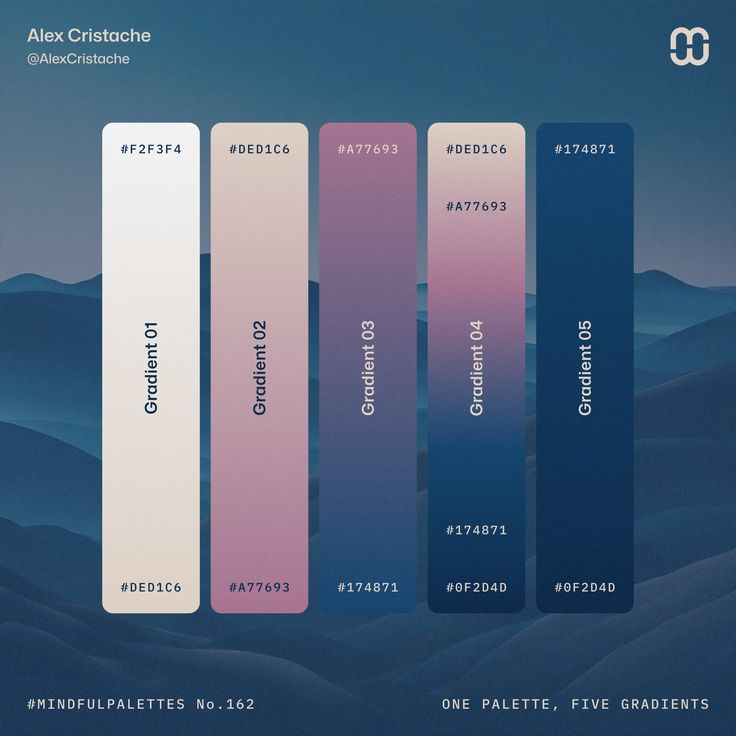 Alex Cristache
@AlexCristache
#F2F3F4
#DED1C6
#A77693
#DED1C6
#174871
#A77693
Gradient 01
Gradient 02
Gradient 03
Gradient 04
Gradient 05
#174871
#DED1C6
#A77693
#174871
#0F2D4D
#0F2D4D
#MINDFULPALETTES No.162
ONE PALETTE, FIVE GRADIENTS